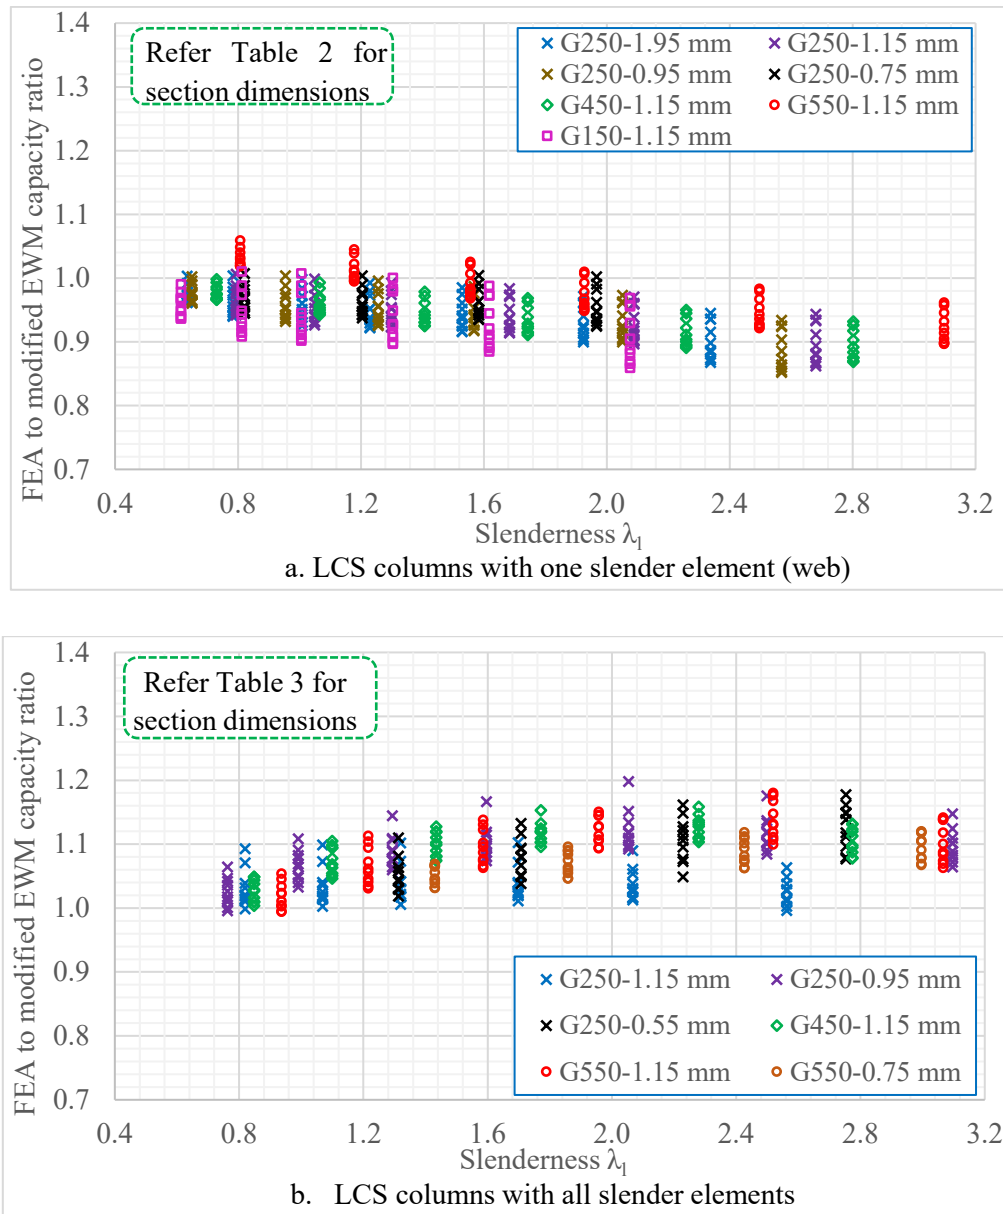 FEA to modified EWM capacity ratio
1.4
1.3
1.2
1.1
1.0
0.9
0.8
0.7
Refer Table 2 for
section dimensions
G250-1.95 mm G250-1.15 mm
G250-0.95 mm G250-0.75 mm
G450-1.15 mm G550-1.15 mm
G150-1.15 mm
0.4 0.8 1.2 1.6 2.0 2.4 2.8 3.2
Slenderness λl
a. LCS columns with one slender element (web)
FEA to modified EWM capacity ratio
1.4
1.3
1.2
1.1
1.0
0.9
0.8
0.7
Refer Table 3 for
section dimensions
G250-1.15 mm G250-0.95 mm
G250-0.55 mm G450-1.15 mm
G550-1.15 mm G550-0.75 mm
0.4 0.8 1.2 1.6 2.0 2.4 2.8 3.2
Slenderness λl
b. LCS columns with all slender elements